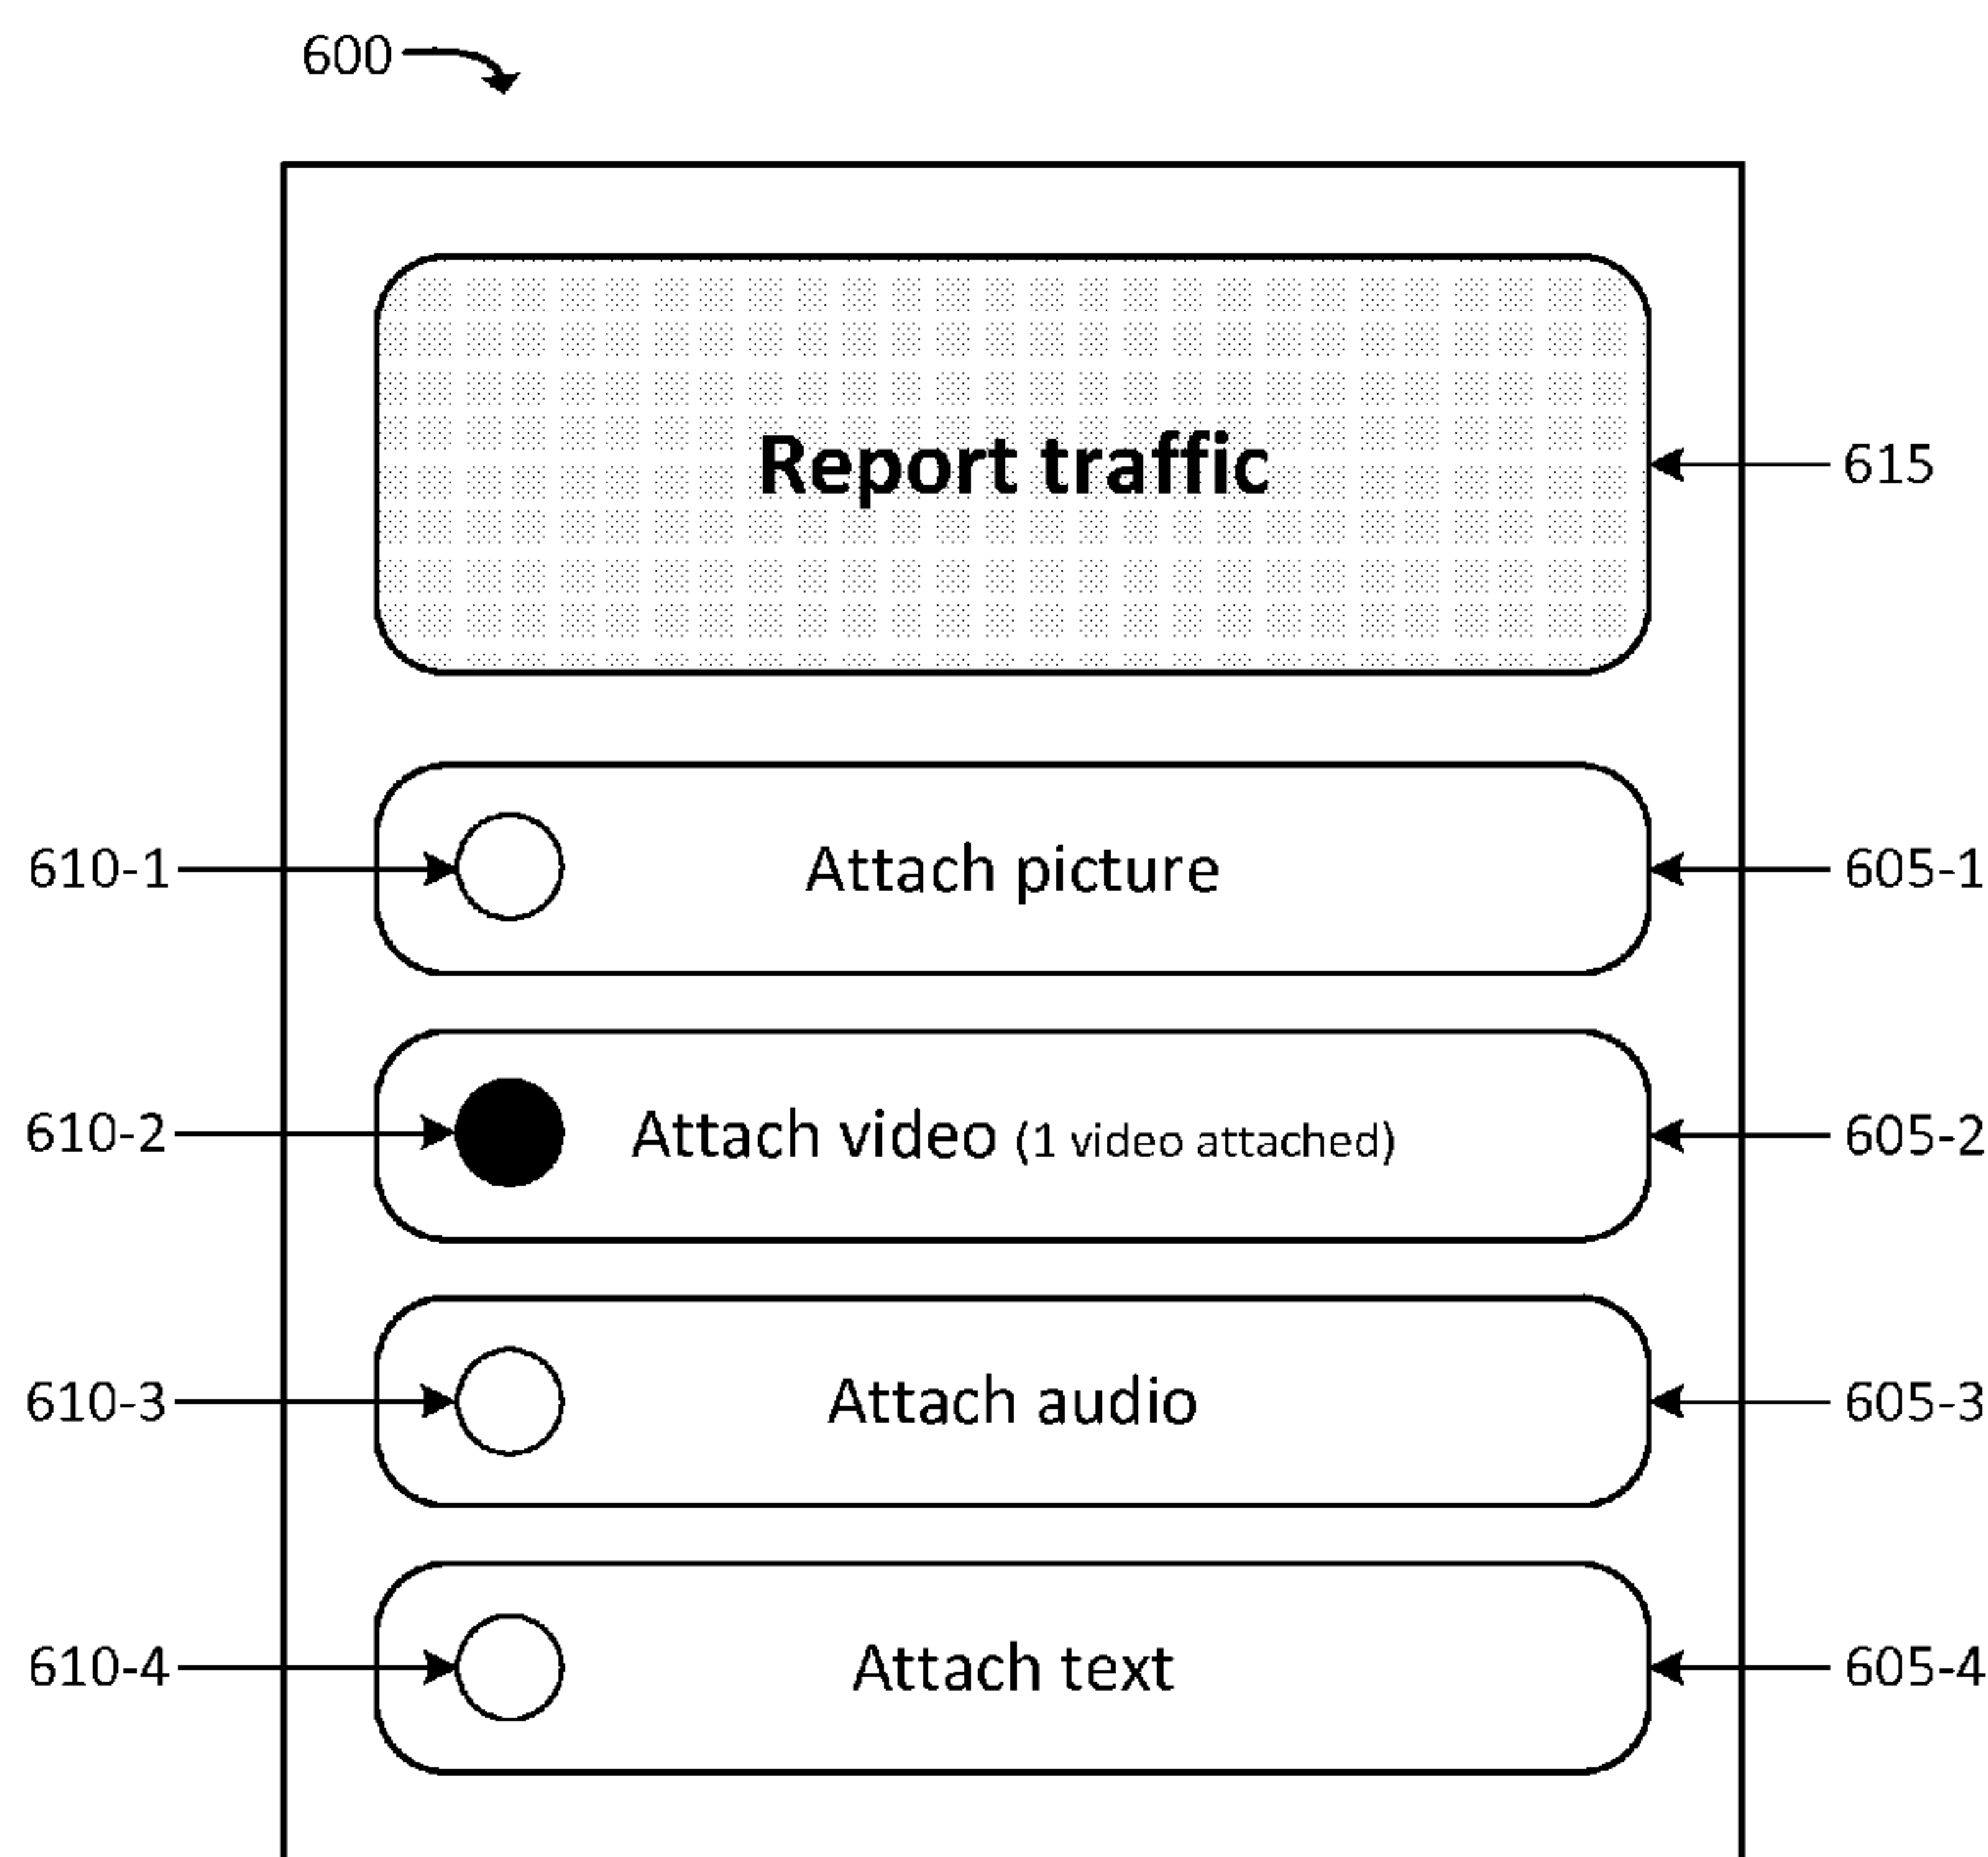 600
Report traffic
615
610-1
Attach picture
605-1
610-2
Attach video (1 video attached)
605-2
610-3
Attach audio
605-3
610-4
Attach text
605-4